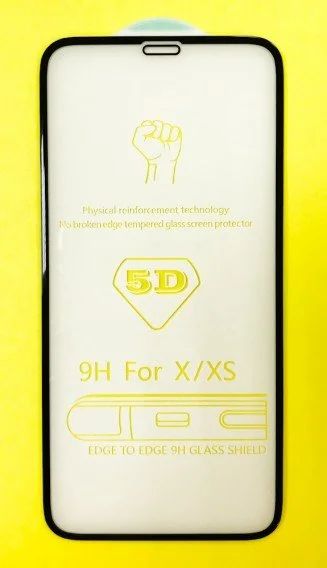 Physical reinforcement technology
No broken edge tempered glass screen protector
5D
9H For X/XS
EDGE TO EDGE 9H GLASS SHIELD